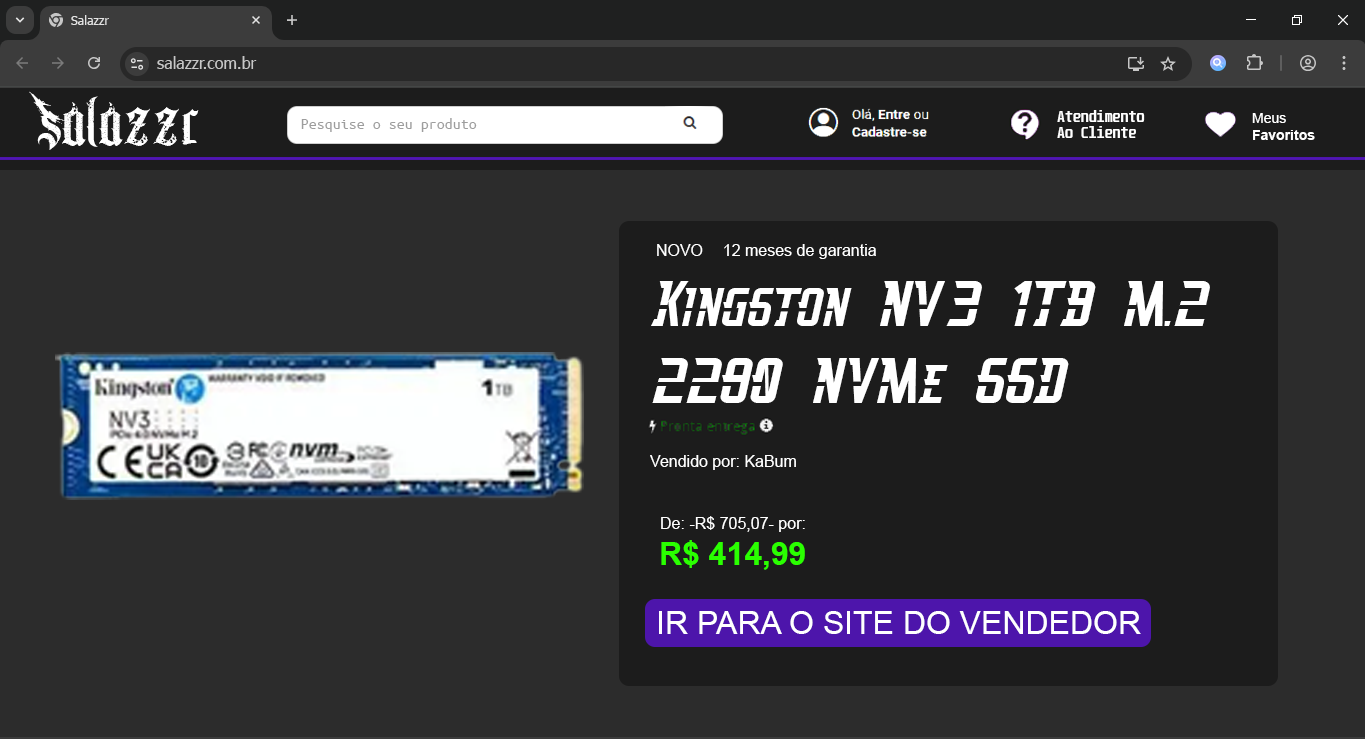 Salazzr
salazzr.com.br
Salazzr
Pesquise o seu produto
Olá, Entre ou
Cadastre-se
Atendimento
Ao Cliente
Meus
Favoritos
NOVO 12 meses de garantia
Kingston NV3 1TB M.2
2280 NVMe SSD
Pronta entrega
Vendido por: KaBum
De: -R$ 705,07- por:
R$ 414,99
IR PARA O SITE DO VENDEDOR
Kingston
WARRANTY VOID IF REMOVED
1TB
NV3
PCIe 4.0 NVMe M.2
CE UK CA 10 FC nvm